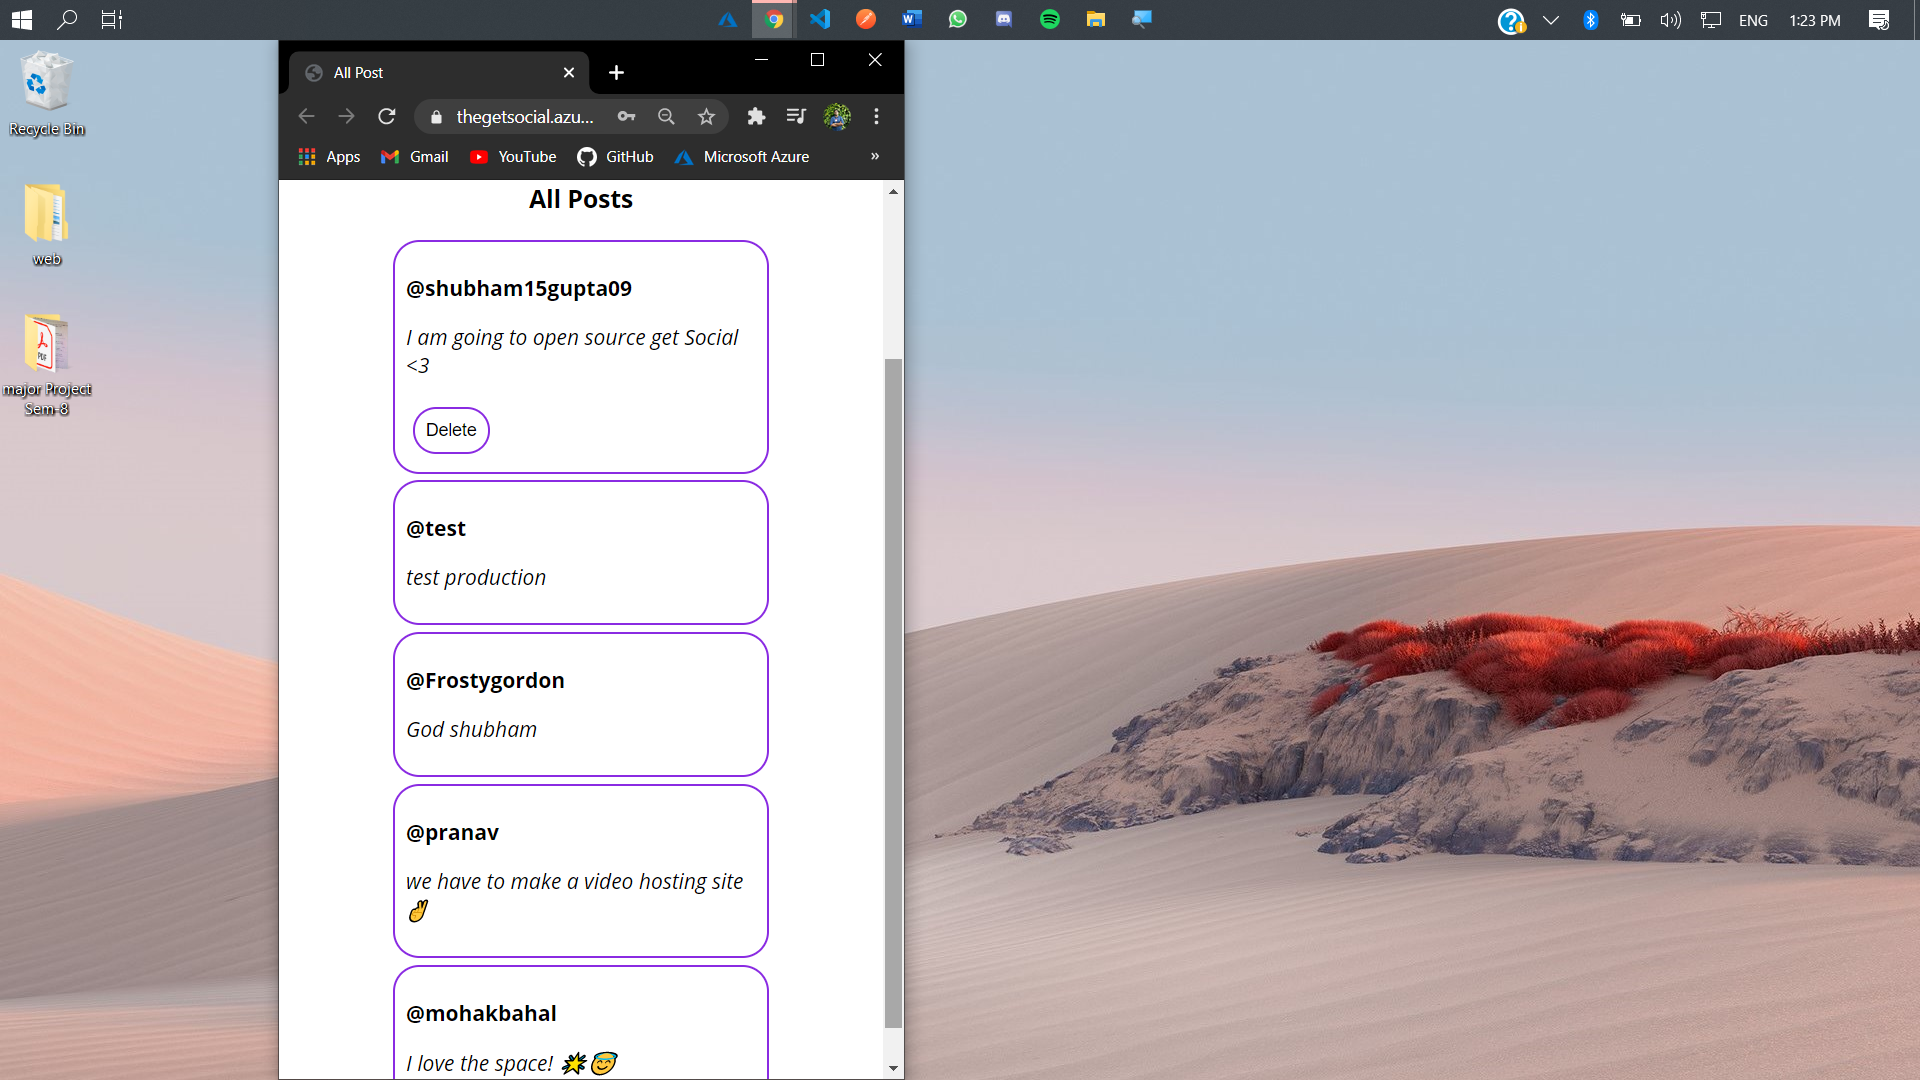 ENG
1:23 PM
Recycle Bin
web
major Project
Sem-8
All Post
thegetsocial.azu...
Apps
Gmail
YouTube
GitHub
Microsoft Azure
»
All Posts
@shubham15gupta09
I am going to open source get Social
<3
Delete
@test
test production
@Frostygordon
God shubham
@pranav
we have to make a video hosting site
✌️
@mohakbahal
I love the space! 🌟😇